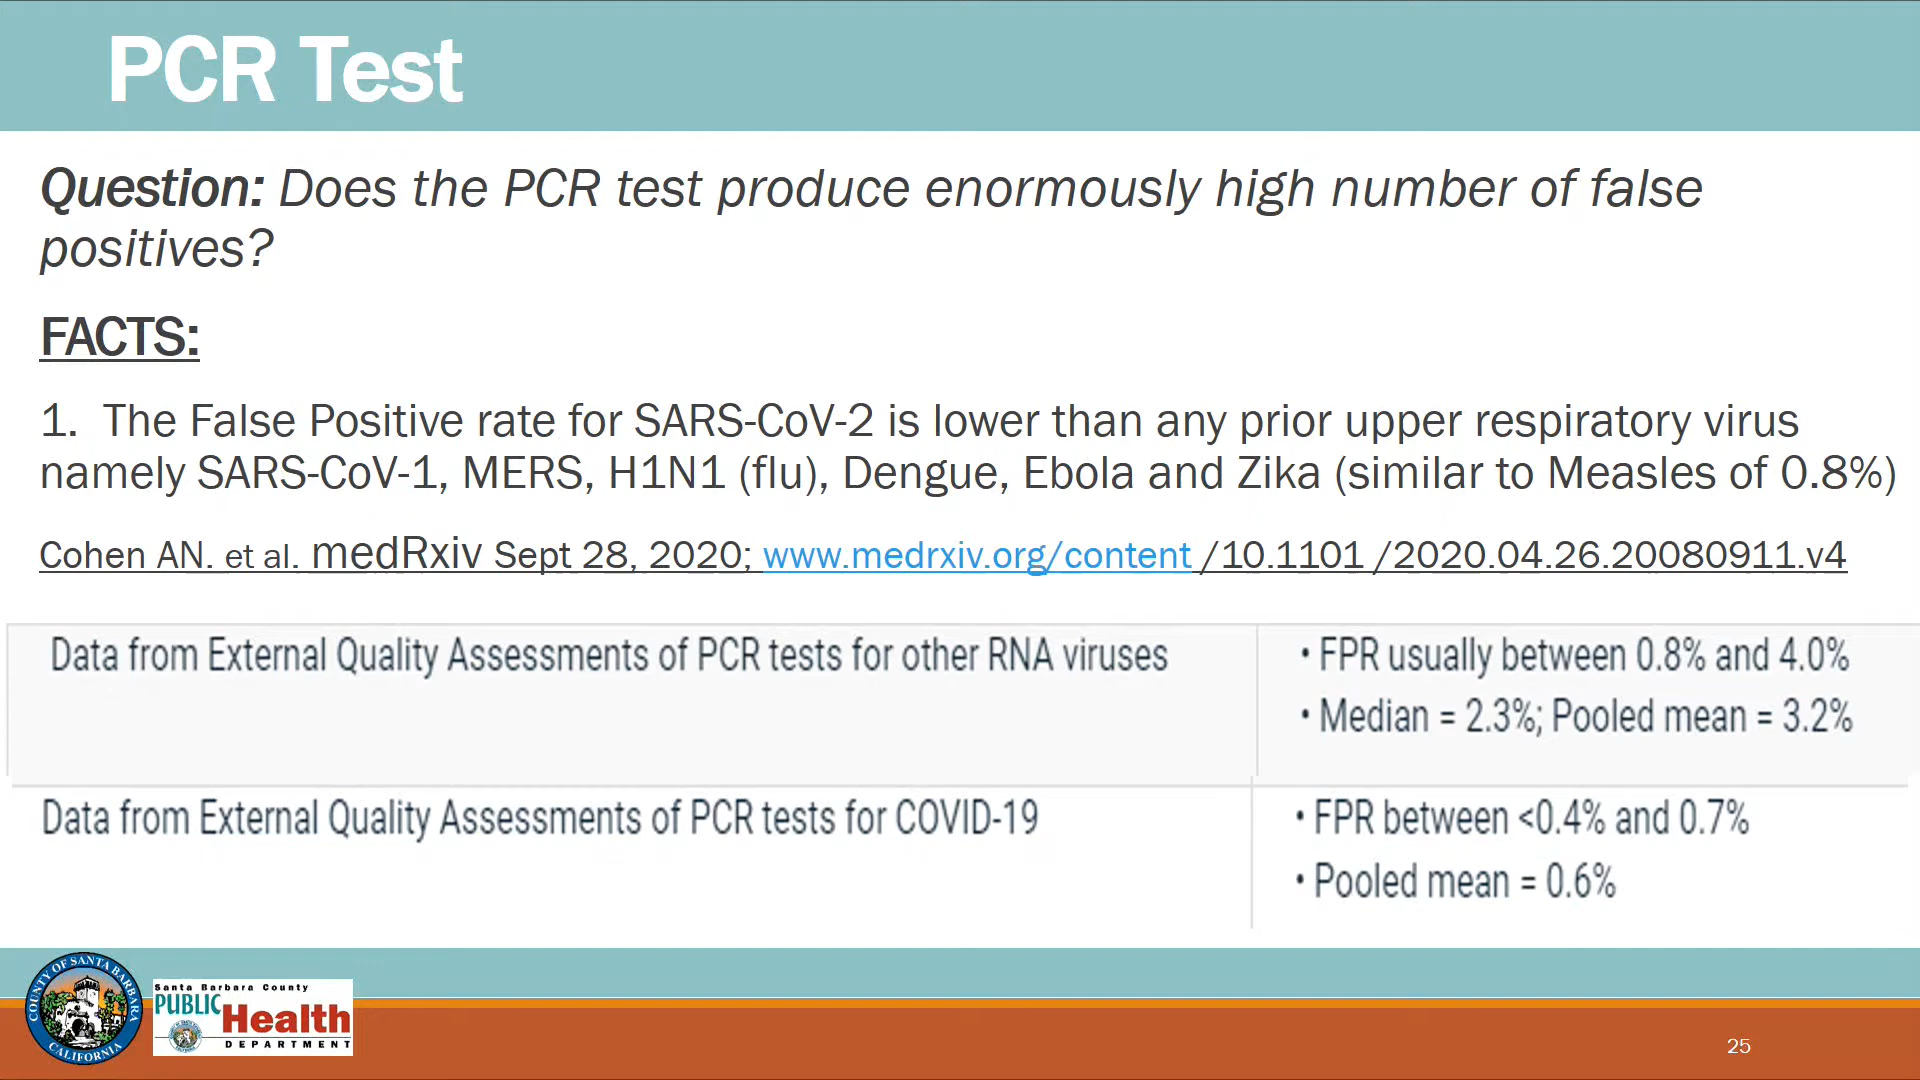 PCR Test
Question: Does the PCR test produce enormously high number of false
positives?
FACTS:
1. The False Positive rate for SARS-CoV-2 is lower than any prior upper respiratory virus
namely SARS-CoV-1, MERS, H1N1 (flu), Dengue, Ebola and Zika (similar to Measles of 0.8%)
Cohen AN. et al. medRxiv Sept 28, 2020; www.medrxiv.org/content /10.1101 /2020.04.26.20080911.v4
Data from External Quality Assessments of PCR tests for other RNA viruses
• FPR usually between 0.8% and 4.0%
• Median = 2.3%; Pooled mean = 3.2%
Data from External Quality Assessments of PCR tests for COVID-19
• FPR between <0.4% and 0.7%
• Pooled mean = 0.6%
COUNTY OF SANTA BARBARA
CALIFORNIA
Santa Barbara County
PUBLIC
Health
DEPARTMENT
25